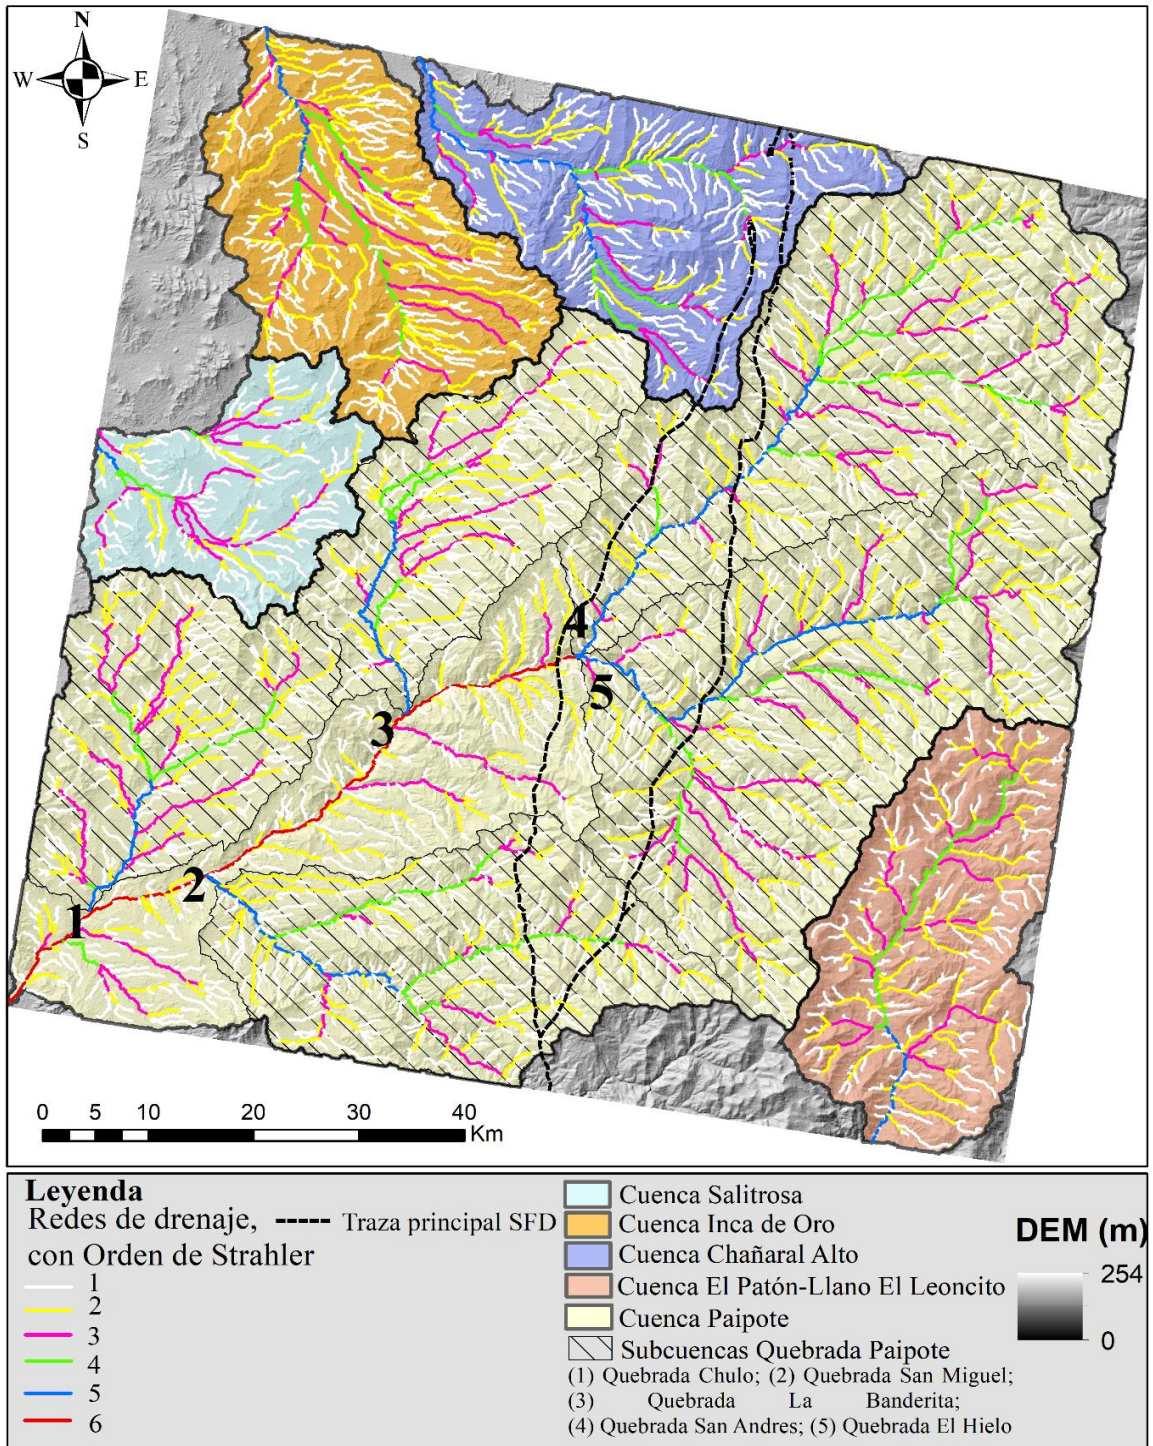 N
W E
S
4
5
3
2
1
0 5 10 20 30 40
Km
Leyenda
Redes de drenaje,
con Orden de Strahler
1
2
3
4
5
6
Traza principal SFD
Cuenca Salitrosa
Cuenca Inca de Oro
Cuenca Chañaral Alto
Cuenca El Patón-Llano El Leoncito
Cuenca Paipote
Subcuencas Quebrada Paipote
(1) Quebrada Chulo; (2) Quebrada San Miguel;
(3) Quebrada La Banderita;
(4) Quebrada San Andres; (5) Quebrada El Hielo
DEM (m)
254
0